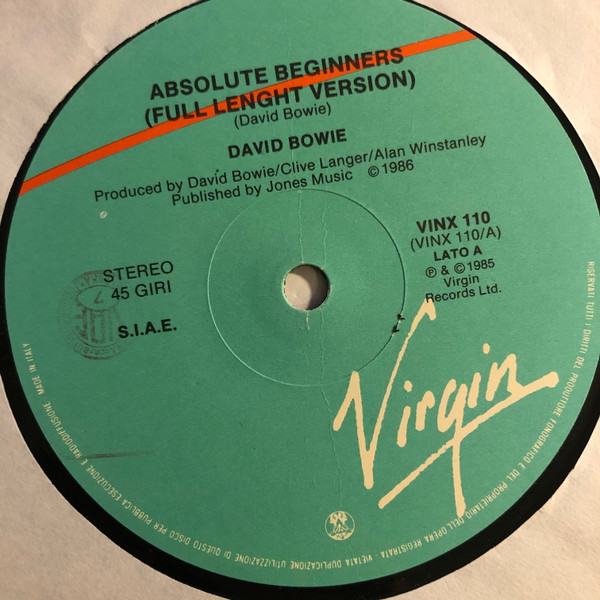 ABSOLUTE BEGINNERS
(FULL LENGHT VERSION)
(David Bowie)
DAVID BOWIE
Produced by David Bowie/Clive Langer/Alan Winstanley
Published by Jones Music © 1986
STEREO
45 GIRI
S.I.A.E.
VINX 110
(VINX 110/A)
LATO A
℗ & © 1985
Virgin
Records Ltd.
Virgin
RISERVATI TUTTI I DIRITTI DEL PRODUTTORE FONOGRAFICO E DEL PROPRIETARIO DELL'OPERA REGISTRATA. VIETATA DUPLICAZIONE UTILIZZAZIONE DI QUESTO DISCO PER PUBBLICA ESECUZIONE E RADIODIFFUSIONE. MADE IN ITALY